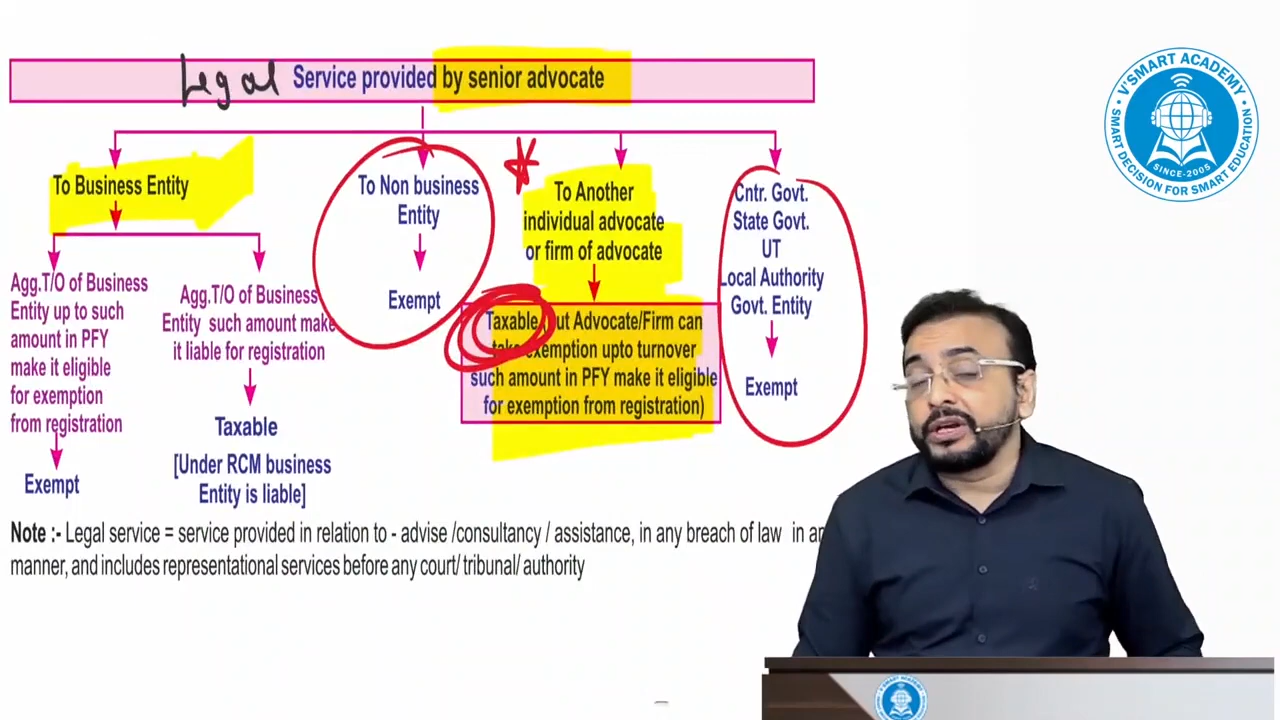 Legal Service provided by senior advocate
To Business Entity
Agg.T/O of Business
Entity up to such
amount in PFY
make it eligible
for exemption
from registration
Exempt
Agg.T/O of Business
Entity such amount make
it liable for registration
Taxable
[Under RCM business
Entity is liable]
To Non business
Entity
Exempt
To Another
individual advocate
or firm of advocate
Taxable but Advocate/Firm can
take exemption upto turnover
such amount in PFY make it eligible
for exemption from registration)
Cntr. Govt.
State Govt.
UT
Local Authority
Govt. Entity
Exempt
Note :- Legal service = service provided in relation to - advise /consultancy / assistance, in any breach of law in
manner, and includes representational services before any court/ tribunal/ authority
V'SMART ACADEMY
SINCE-2005
SMART DECISION FOR SMART EDUCATION